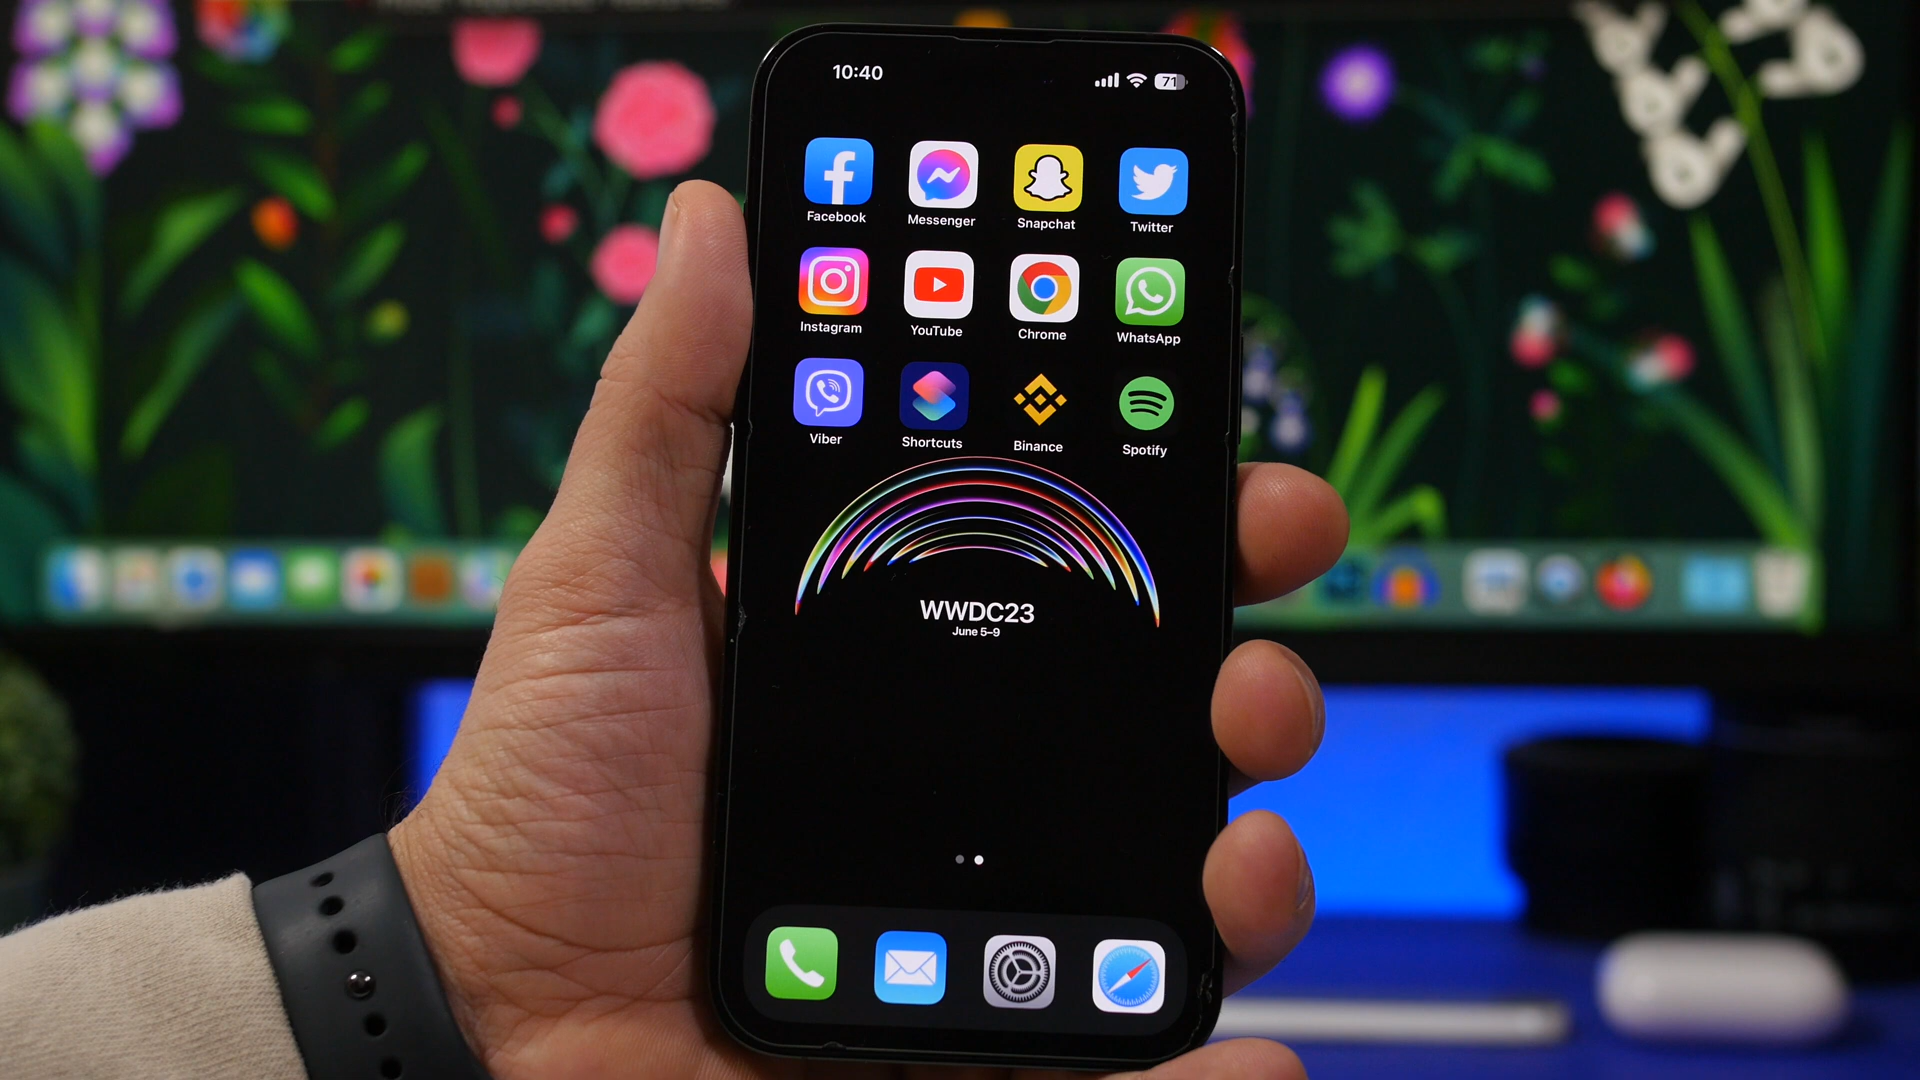 10:40
71
Facebook
Messenger
Snapchat
Twitter
Instagram
YouTube
Chrome
WhatsApp
Viber
Shortcuts
Binance
Spotify
WWDC23
June 5–9